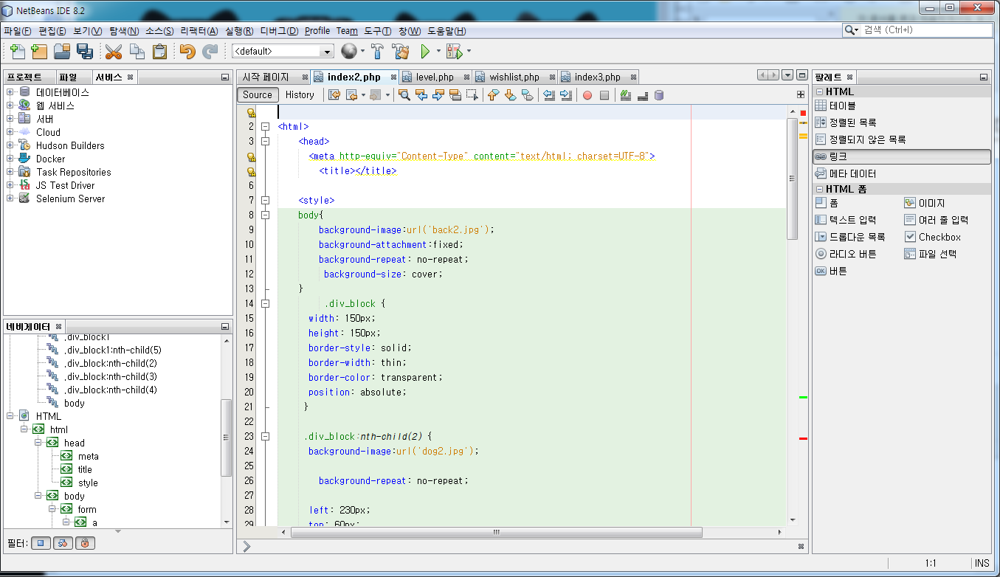 NetBeans IDE 8.2
파일(F) 편집(E) 보기(V) 탐색(N) 소스(S) 리팩터(A) 실행(R) 디버그(D) Profile Team 도구(T) 창(W) 도움말(H)
검색 (Ctrl+I)
<default>
프로젝트 파일 서비스
데이터베이스
웹 서비스
서버
Cloud
Hudson Builders
Docker
Task Repositories
JS Test Driver
Selenium Server
네비게이터
.div_block1
.div_block1:nth-child(5)
.div_block:nth-child(2)
.div_block:nth-child(3)
.div_block:nth-child(4)
body
HTML
html
head
meta
title
style
body
form
a
필터:
시작 페이지 index2.php level.php wishlist.php index3.php
Source History
2 <html>
3 <head>
<meta http-equiv="Content-Type" content="text/html; charset=UTF-8">
<title></title>
6
7 <style>
8 body{
9 background-image:url('back2.jpg');
10 background-attachment:fixed;
11 background-repeat: no-repeat;
12 background-size: cover;
13 }
14 .div_block {
15 width: 150px;
16 height: 150px;
17 border-style: solid;
18 border-width: thin;
19 border-color: transparent;
20 position: absolute;
21 }
22
23 .div_block:nth-child(2) {
24 background-image:url('dog2.jpg');
25
26 background-repeat: no-repeat;
27
28 left: 230px;
29 top: 60px;
팔레트
HTML
테이블
정렬된 목록
정렬되지 않은 목록
링크
메타 데이터
HTML 폼
폼 이미지
텍스트 입력 여러 줄 입력
드롭다운 목록 Checkbox
라디오 버튼 파일 선택
OK 버튼
1:1 INS